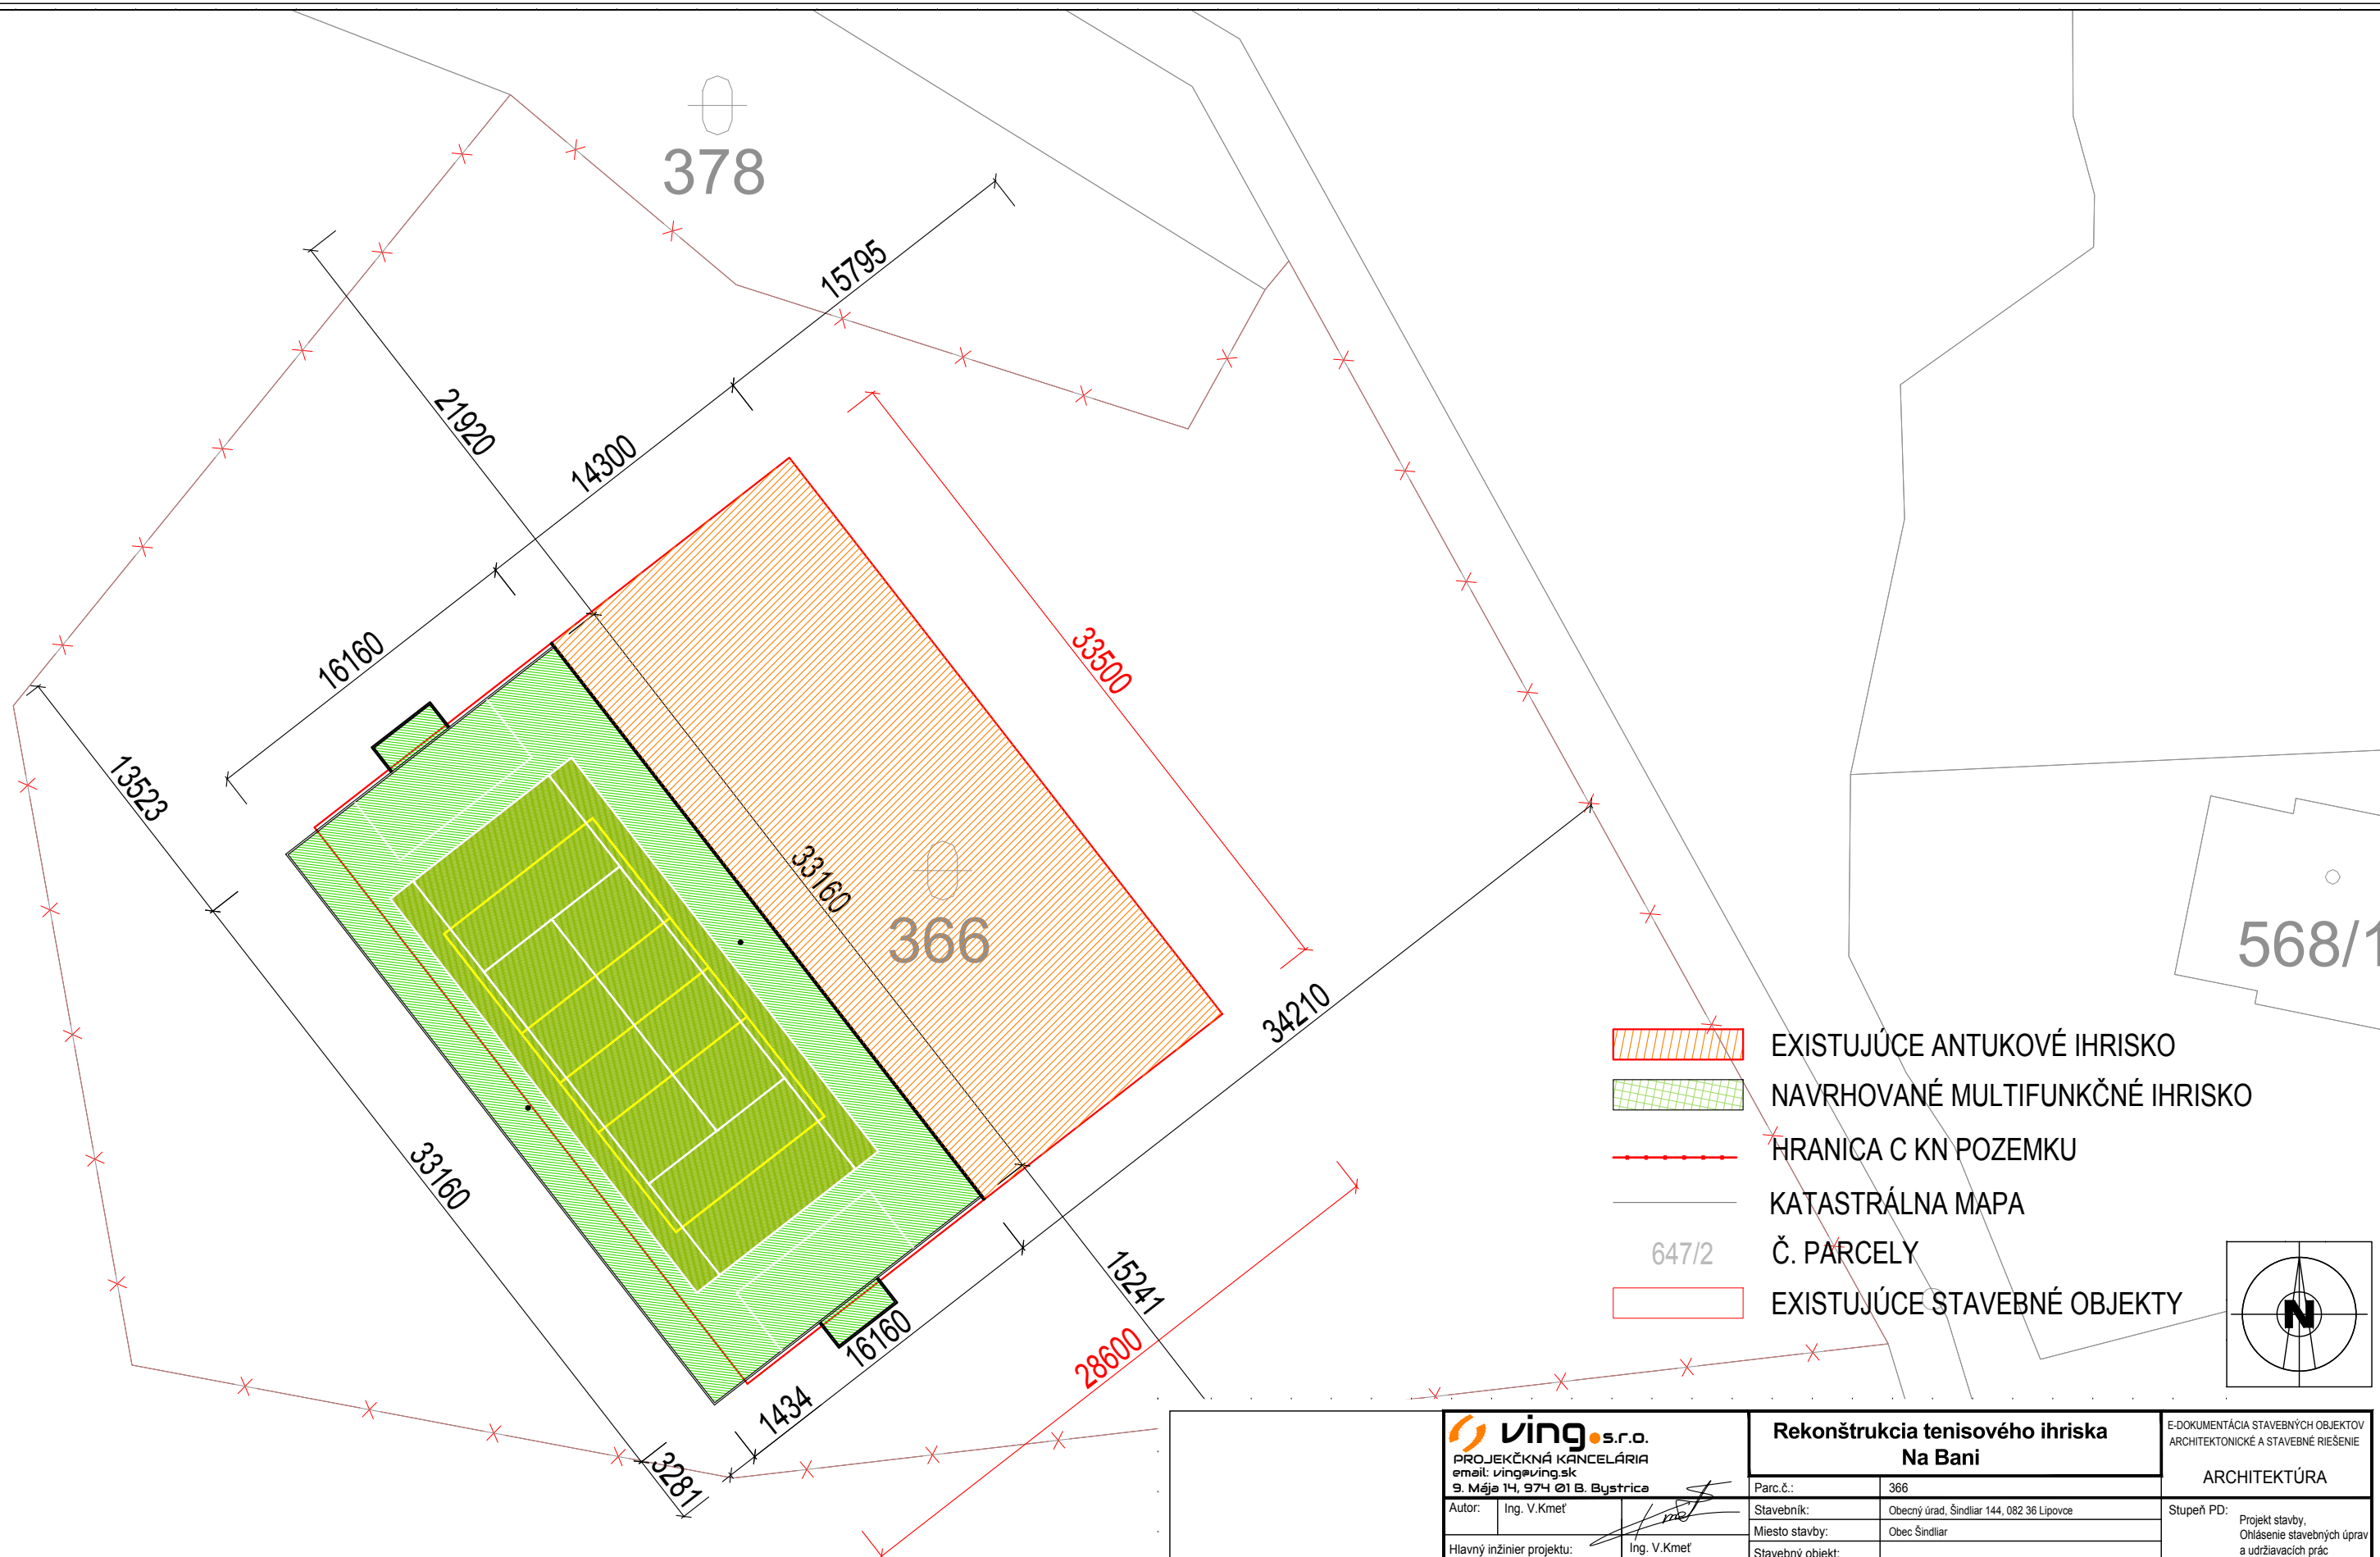 378
15795
21920
14300
16160
33500
13523
33160
366
568/1
34210
33160
15241
16160
28600
1434
3281
EXISTUJÚCE ANTUKOVÉ IHRISKO
NAVRHOVANÉ MULTIFUNKČNÉ IHRISKO
HRANICA C KN POZEMKU
KATASTRÁLNA MAPA
647/2 Č. PARCELY
EXISTUJÚCE STAVEBNÉ OBJEKTY
N
ving s.r.o.
PROJEKČKNÁ KANCELÁRIA
email: ving@ving.sk
9. Mája 14, 974 01 B. Bystrica
Autor: Ing. V.Kmeť
Hlavný inžinier projektu: Ing. V.Kmeť
Rekonštrukcia tenisového ihriska
Na Bani
Parc.č.: 366
Stavebník: Obecný úrad, Šindliar 144, 082 36 Lipovce
Miesto stavby: Obec Šindliar
Stavebný objekt:
E-DOKUMENTÁCIA STAVEBNÝCH OBJEKTOV
ARCHITEKTONICKÉ A STAVEBNÉ RIEŠENIE
ARCHITEKTÚRA
Stupeň PD:
Projekt stavby,
Ohlásenie stavebných úprav
a udržiavacích prác